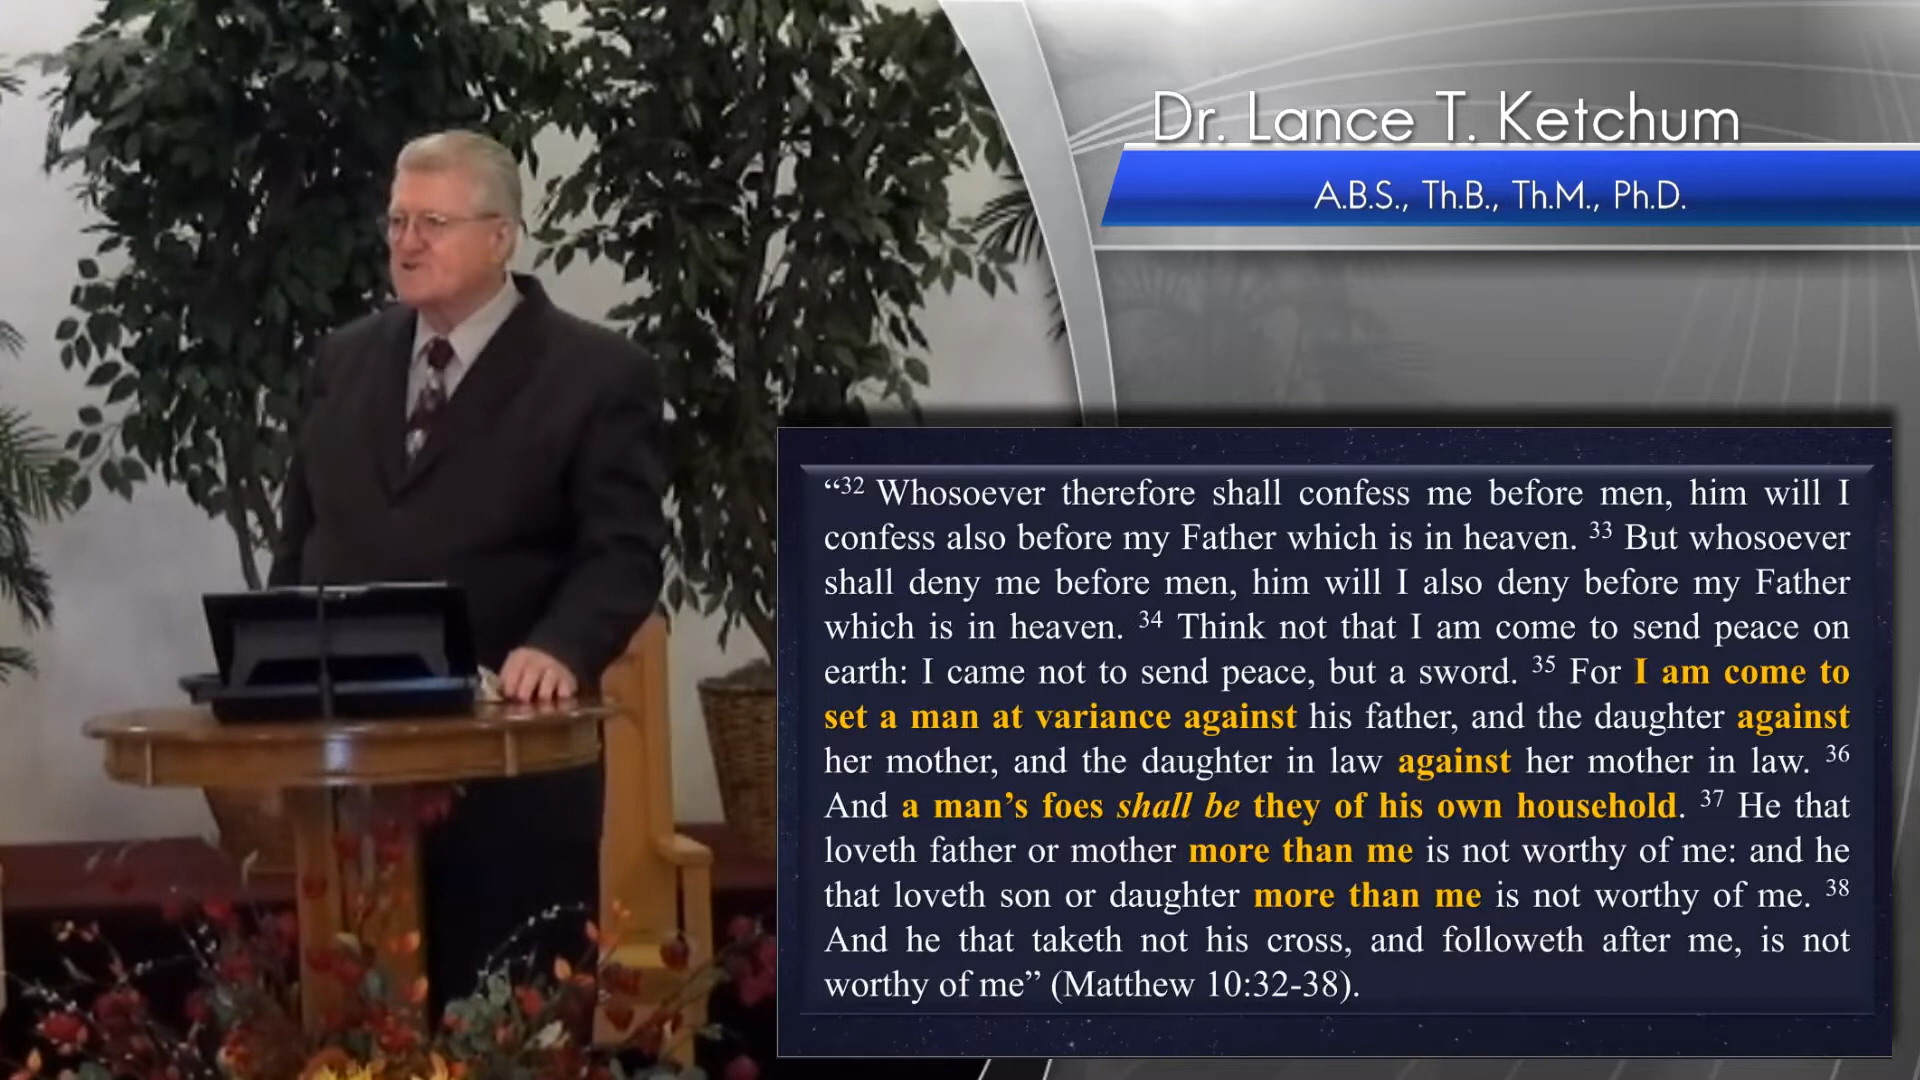 Dr. Lance T. Ketchum
A.B.S., Th.B., Th.M., Ph.D.
“32 Whosoever therefore shall confess me before men, him will I
confess also before my Father which is in heaven. 33 But whosoever
shall deny me before men, him will I also deny before my Father
which is in heaven. 34 Think not that I am come to send peace on
earth: I came not to send peace, but a sword. 35 For I am come to
set a man at variance against his father, and the daughter against
her mother, and the daughter in law against her mother in law. 36
And a man’s foes shall be they of his own household. 37 He that
loveth father or mother more than me is not worthy of me: and he
that loveth son or daughter more than me is not worthy of me. 38
And he that taketh not his cross, and followeth after me, is not
worthy of me” (Matthew 10:32-38).